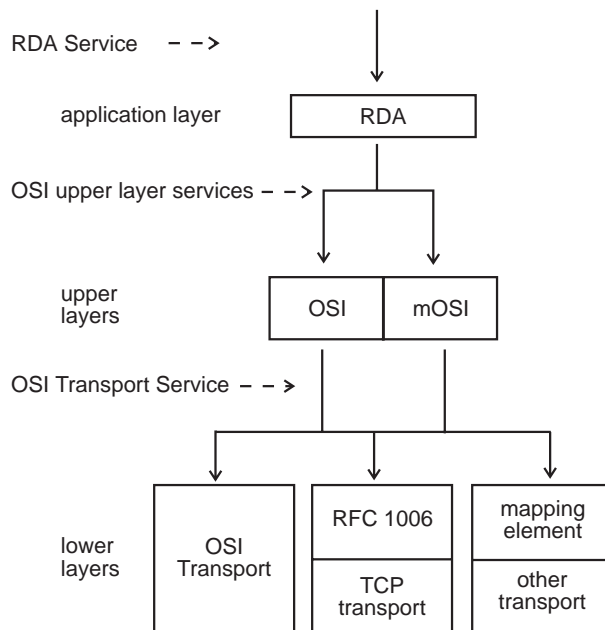 RDA Service
application layer
RDA
OSI upper layer services
upper
layers
OSI
mOSI
OSI Transport Service
lower
layers
OSI
Transport
RFC 1006
TCP
transport
mapping
element
other
transport